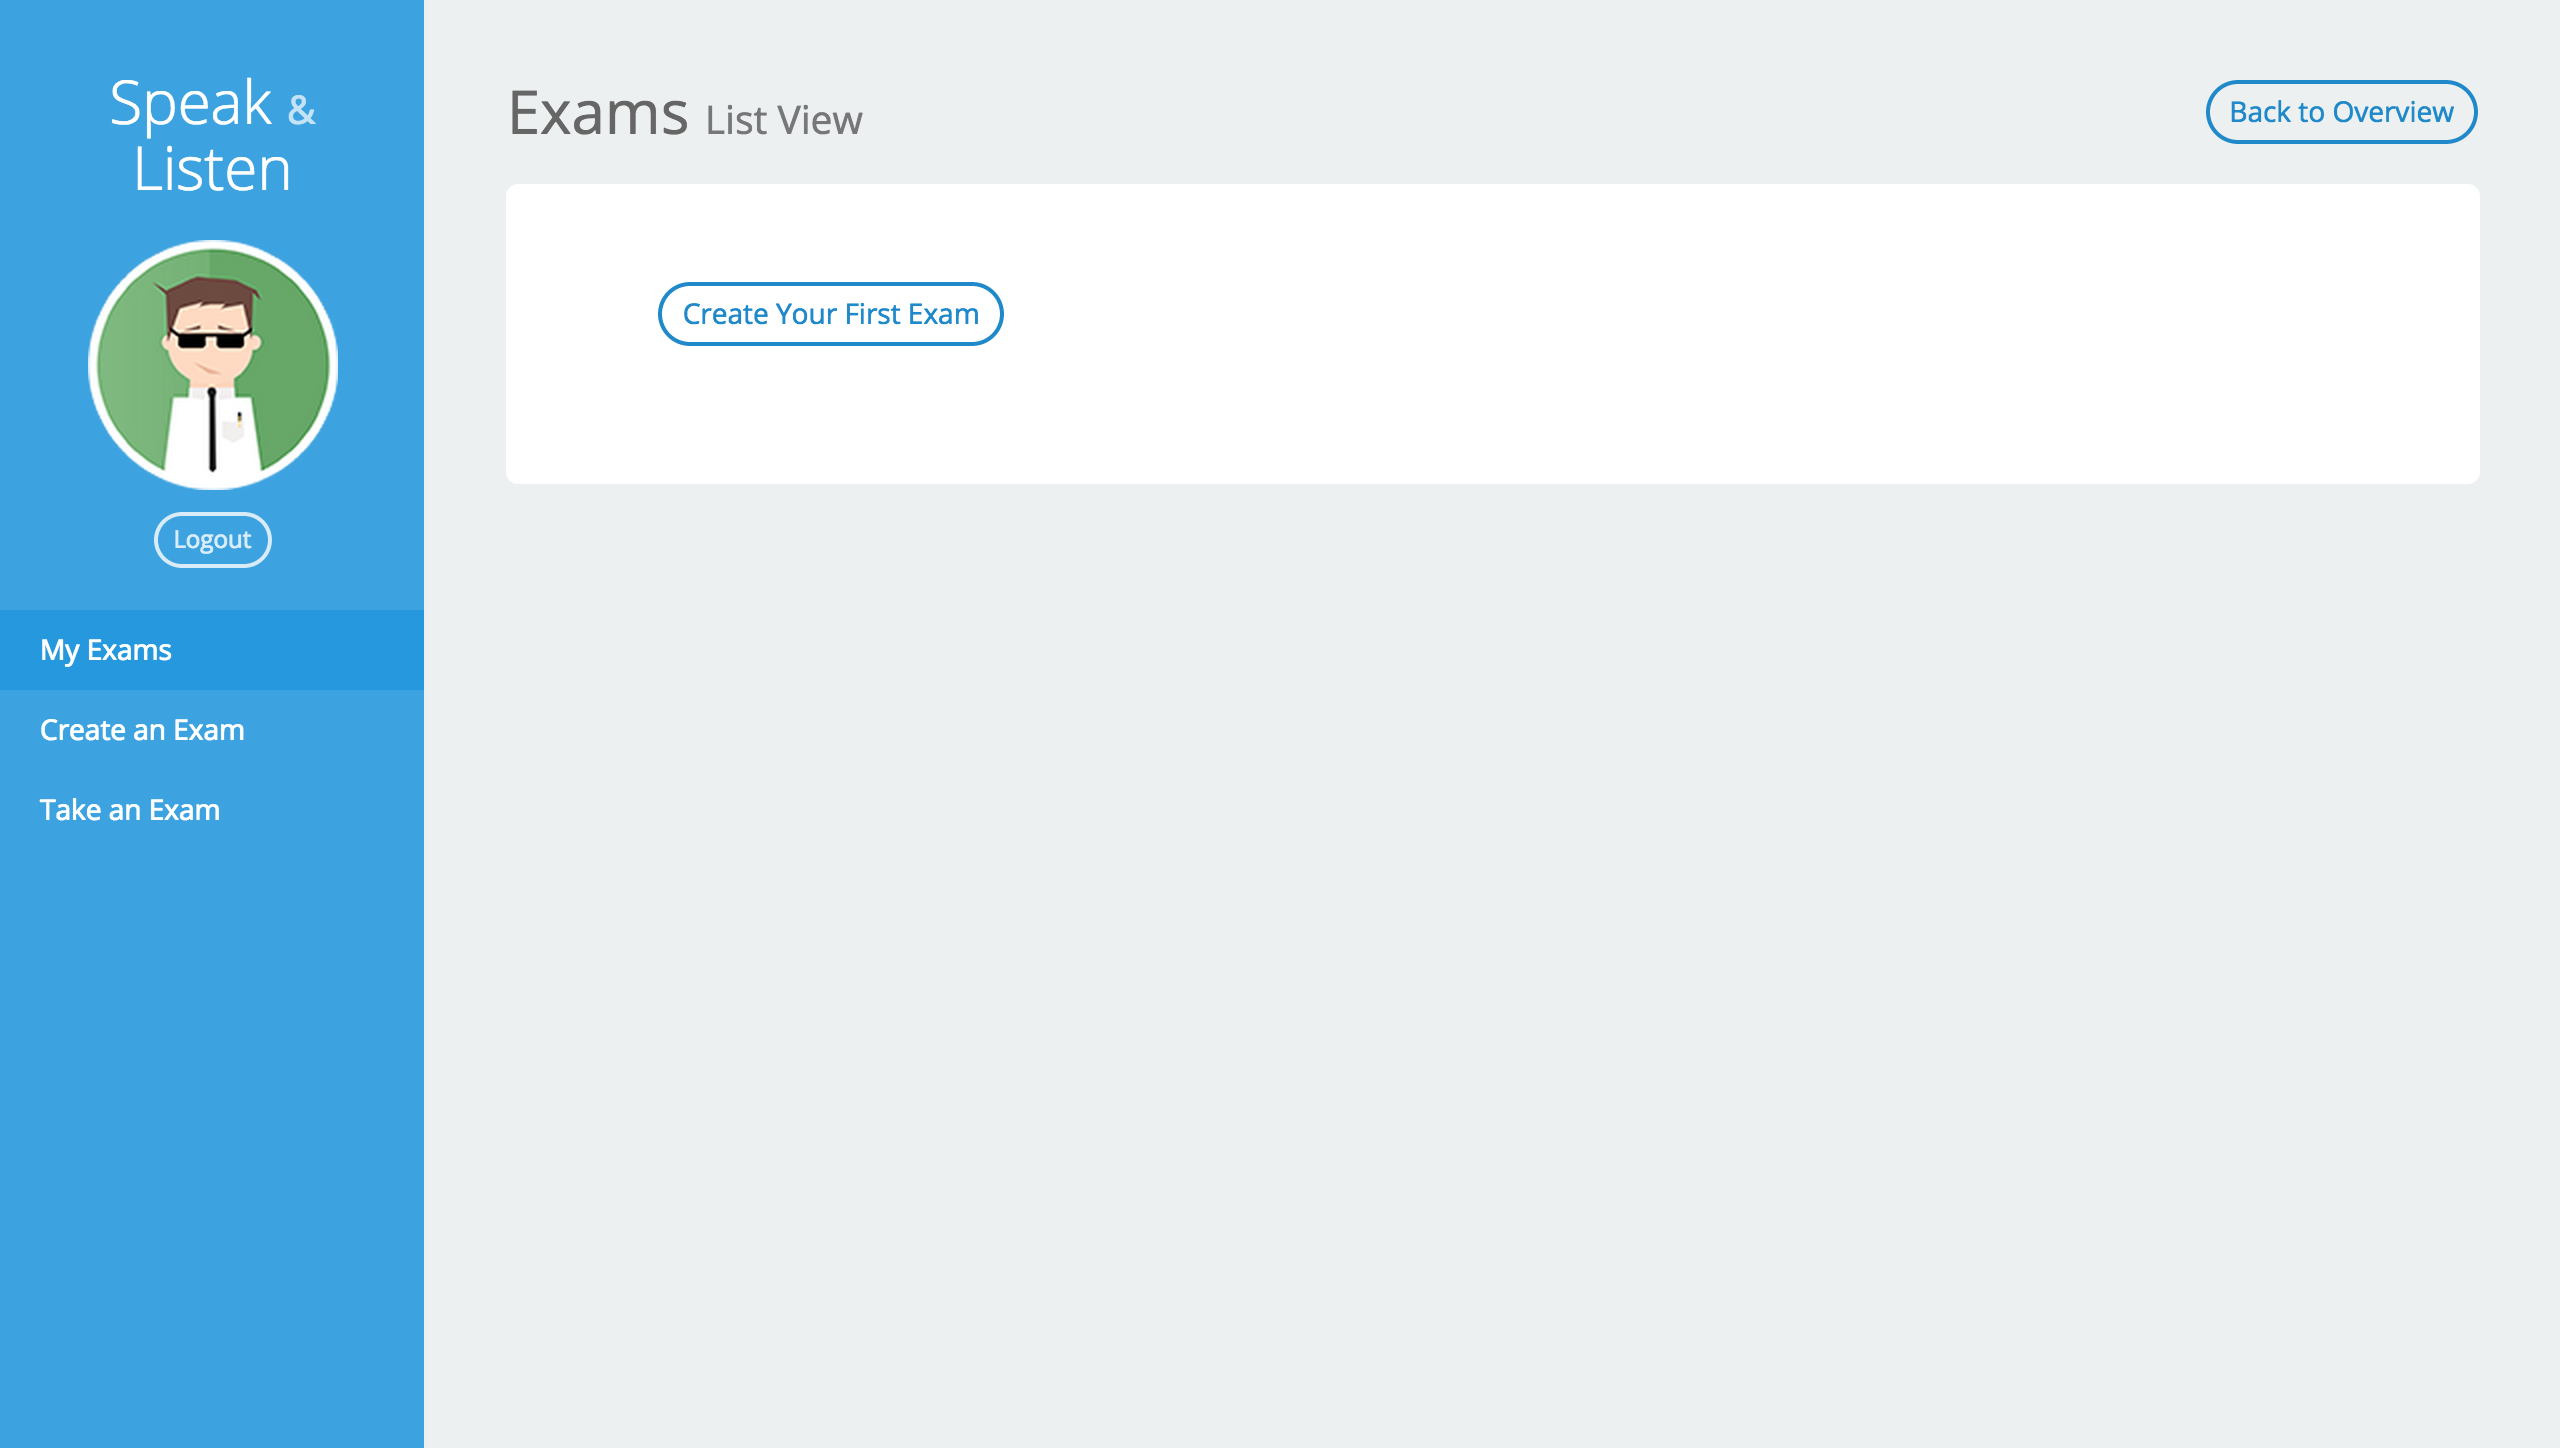 Speak &
Listen
Logout
My Exams
Create an Exam
Take an Exam
Exams List View
Back to Overview
Create Your First Exam